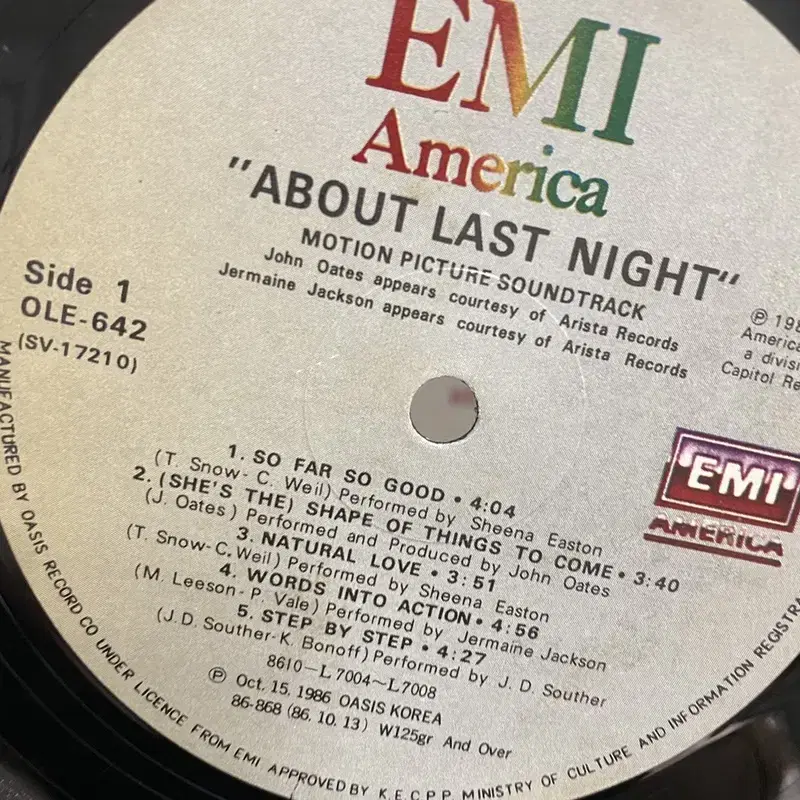 EMI
America
"ABOUT LAST NIGHT"
MOTION PICTURE SOUNDTRACK
John Oates appears courtesy of Arista Records
Jermaine Jackson appears courtesy of Arista Records
Side 1
OLE-642
(SV-17210)
℗ 198
America
a divisi
Capitol Re
EMI
AMERICA
1. SO FAR SO GOOD • 4:04
(T. Snow- C. Weil) Performed by Sheena Easton
2. (SHE'S THE) SHAPE OF THINGS TO COME • 3:40
(J. Oates) Performed and Produced by John Oates
3. NATURAL LOVE • 3:51
(T. Snow-C. Weil) Performed by Sheena Easton
4. WORDS INTO ACTION • 4:56
(M. Leeson- P. Vale) Performed by Jermaine Jackson
5. STEP BY STEP • 4:27
(J.D. Souther-K. Bonoff) Performed by J. D. Souther
8610-L7004~L7008
℗ Oct. 15. 1986 OASIS KOREA
86-868 (86. 10. 13) W125gr And Over
MANUFACTURED BY OASIS RECORD CO UNDER LICENCE FROM EMI APPROVED BY K.E.C.P.P. MINISTRY OF CULTURE AND INFORMATION REGISTRA